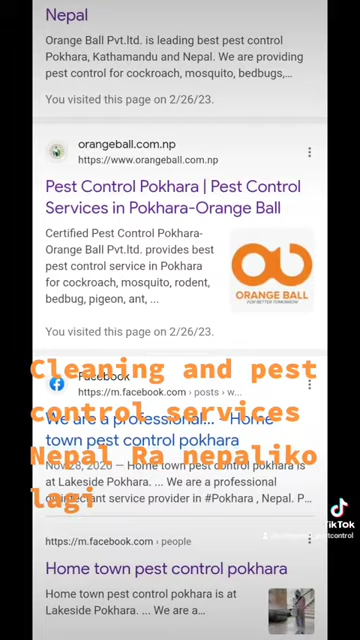 Nepal
Orange Ball Pvt.ltd. is leading best pest control
Pokhara, Kathamandu and Nepal. We are providing
pest control for cockroach, mosquito, bedbugs,...
You visited this page on 2/26/23.
orangeball.com.np
https://www.orangeball.com.np
Pest Control Pokhara | Pest Control
Services in Pokhara-Orange Ball
Certified Pest Control Pokhara-
Orange Ball Pvt.ltd. provides best
pest control service in Pokhara
for cockroach, mosquito, rodent,
bedbug, pigeon, ant, ...
ORANGE BALL
FOR BETTER TOMORROW
You visited this page on 2/26/23.
Cleaning and pest
control services
Nepal Ra nepaliko
lagi
Facebook
https://m.facebook.com › posts › w...
We are a professional... - Home
town pest control pokhara
Nov 28, 2020 — Home town pest control pokhara is
at Lakeside Pokhara. ... We are a professional
disinfectant service provider in #Pokhara , Nepal. P...
TikTok
https://m.facebook.com › people
Home town pest control pokhara
Home town pest control pokhara is at
Lakeside Pokhara. ... We are a...